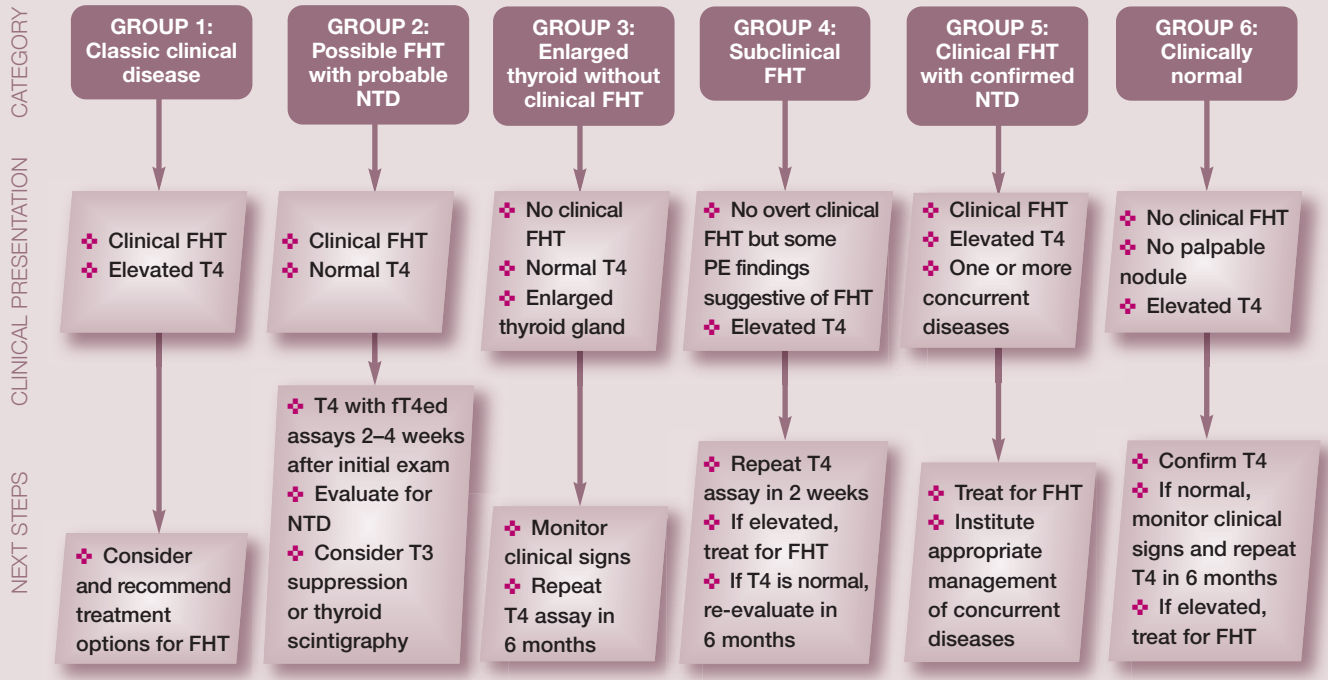 CATEGORY
GROUP 1:
Classic clinical
disease
GROUP 2:
Possible FHT
with probable
NTD
GROUP 3:
Enlarged
thyroid without
clinical FHT
GROUP 4:
Subclinical
FHT
GROUP 5:
Clinical FHT
with confirmed
NTD
GROUP 6:
Clinically
normal
CLINICAL PRESENTATION
Clinical FHT
Elevated T4
Clinical FHT
Normal T4
No clinical
FHT
Normal T4
Enlarged
thyroid gland
No overt clinical
FHT but some
PE findings
suggestive of FHT
Elevated T4
Clinical FHT
Elevated T4
One or more
concurrent
diseases
No clinical FHT
No palpable
nodule
Elevated T4
NEXT STEPS
Consider
and recommend
treatment
options for FHT
T4 with fT4ed
assays 2–4 weeks
after initial exam
Evaluate for
NTD
Consider T3
suppression
or thyroid
scintigraphy
Monitor
clinical signs
Repeat
T4 assay in
6 months
Repeat T4
assay in 2 weeks
If elevated,
treat for FHT
If T4 is normal,
re-evaluate in
6 months
Treat for FHT
Institute
appropriate
management
of concurrent
diseases
Confirm T4
If normal,
monitor clinical
signs and repeat
T4 in 6 months
If elevated,
treat for FHT